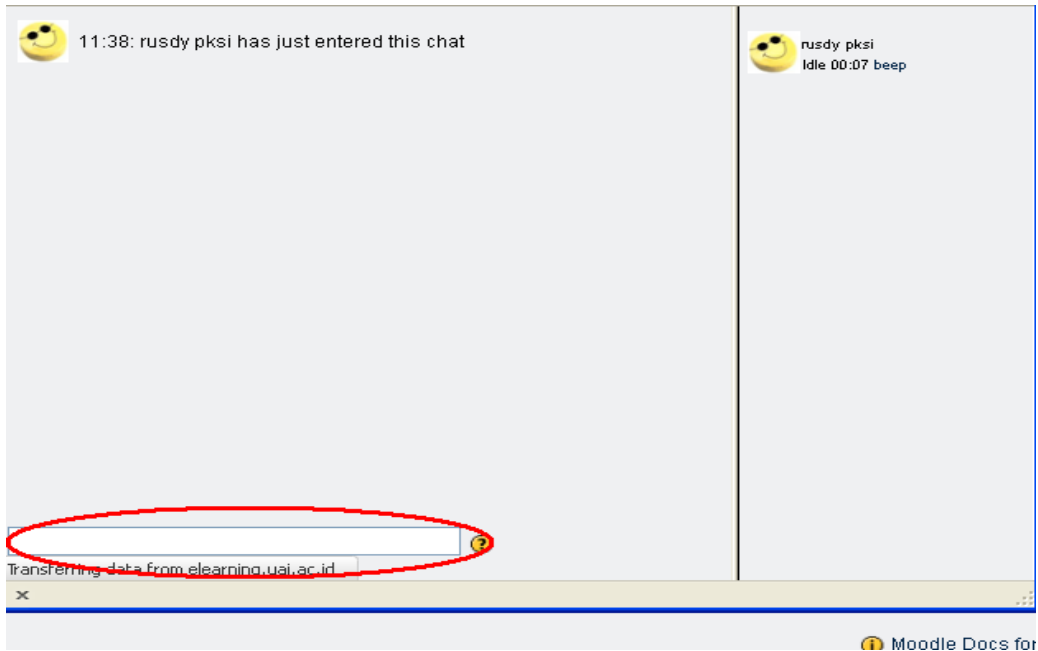 11:38: rusdy pksi has just entered this chat
rusdy pksi
Idle 00:07 beep
?
Transferring data from elearning.uai.ac.id...
×
i Moodle Docs for